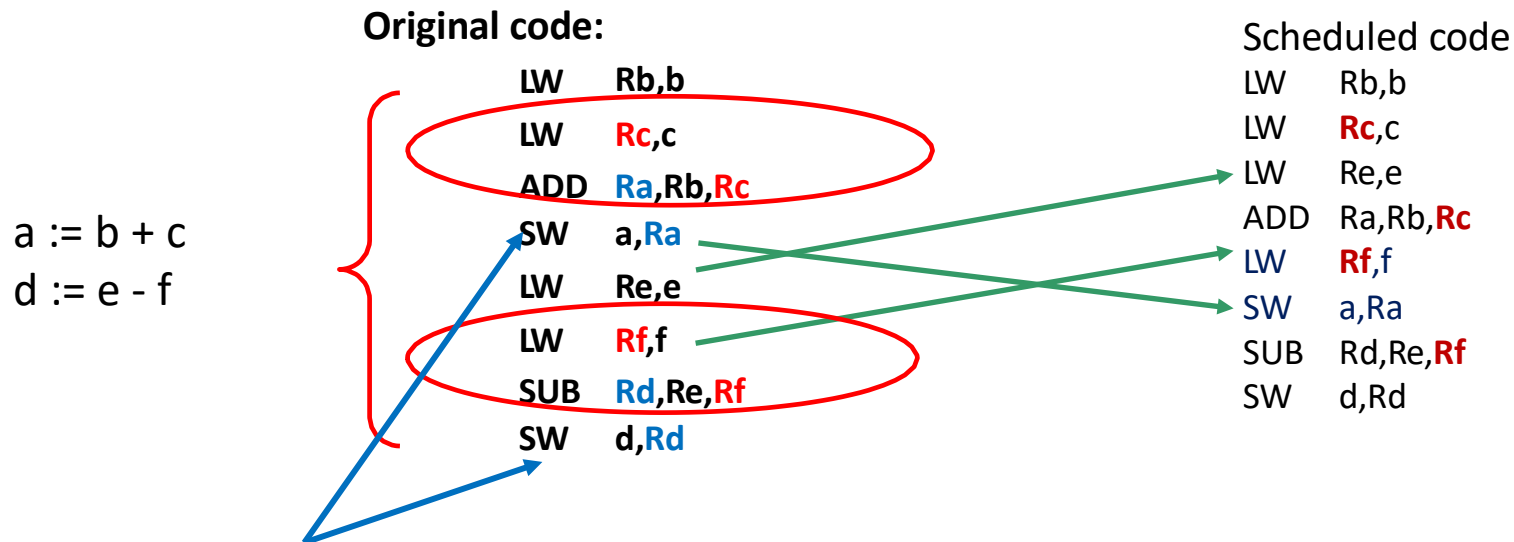 Original code:
LW Rb,b
LW Rc,c
ADD Ra,Rb,Rc
SW a,Ra
LW Re,e
LW Rf,f
SUB Rd,Re,Rf
SW d,Rd
a := b + c
d := e - f
Scheduled code
LW Rb,b
LW Rc,c
LW Re,e
ADD Ra,Rb,Rc
LW Rf,f
SW a,Ra
SUB Rd,Re,Rf
SW d,Rd